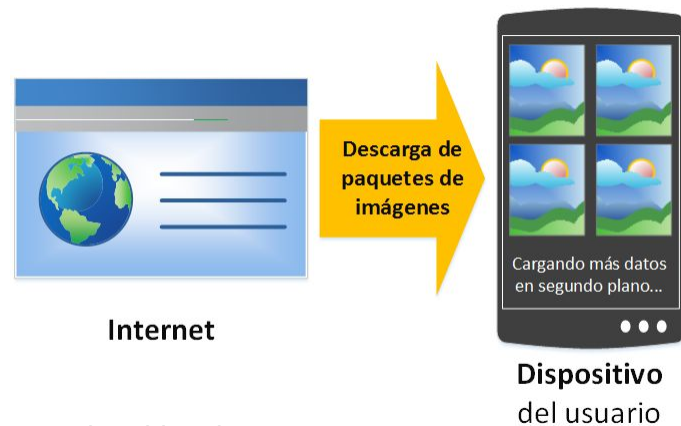 Descarga de
paquetes de
imágenes
Cargando más datos
en segundo plano...
Internet
Dispositivo
del usuario